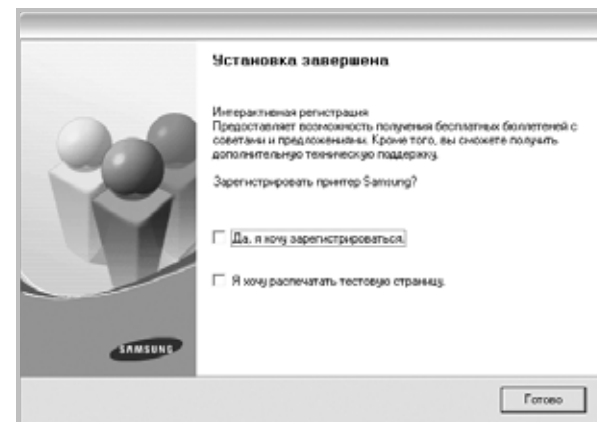 Установка завершена
Интерактивная регистрация
Предоставляет возможность получения бесплатных бюллетеней с
советами и предложениями. Кроме того, вы сможете получить
дополнительную техническую поддержку.
Зарегистрировать принтер Samsung?
Да, я хочу зарегистрироваться.
Я хочу распечатать тестовую страницу.
SAMSUNG
Готово